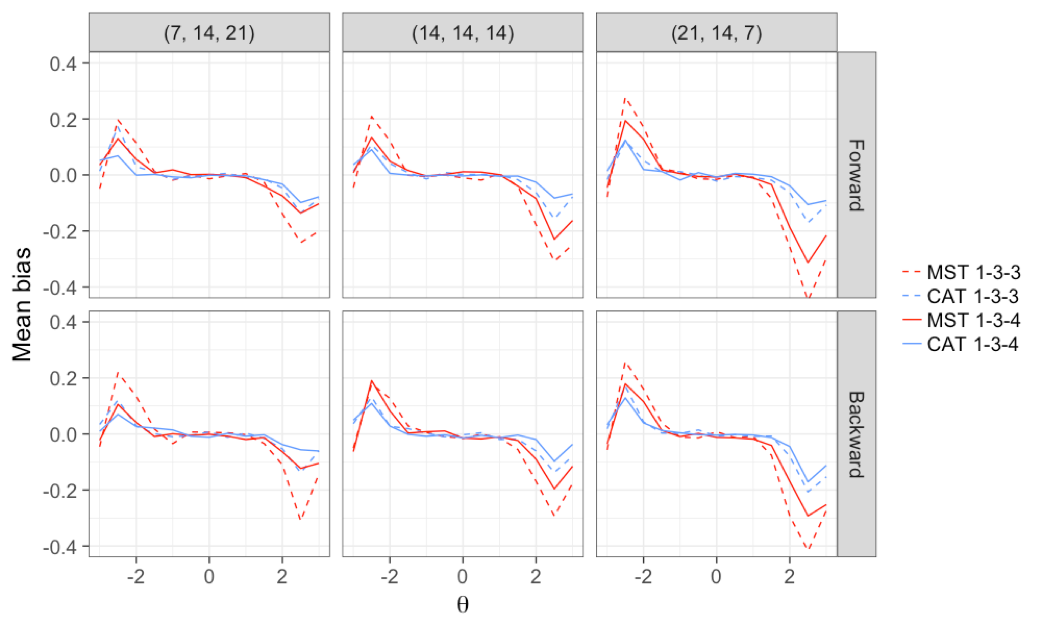 (7, 14, 21) (14, 14, 14) (21, 14, 7)
Mean bias
0.4
0.2
0.0
-0.2
-0.4
Forward
0.4
0.2
0.0
-0.2
-0.4
Backward
-2 0 2 -2 0 2 -2 0 2
θ
MST 1-3-3
CAT 1-3-3
MST 1-3-4
CAT 1-3-4